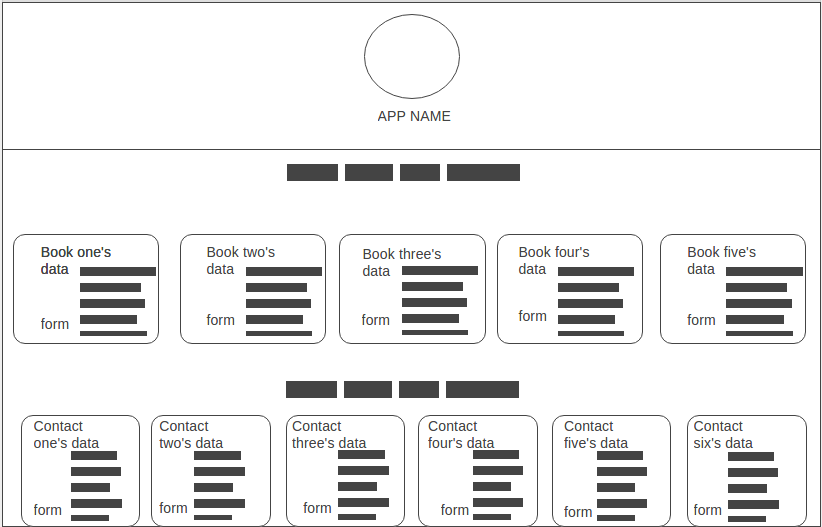 APP NAME
Book one's
data
form
Book two's
data
form
Book three's
data
form
Book four's
data
form
Book five's
data
form
Contact
one's data
form
Contact
two's data
form
Contact
three's data
form
Contact
four's data
form
Contact
five's data
form
Contact
six's data
form